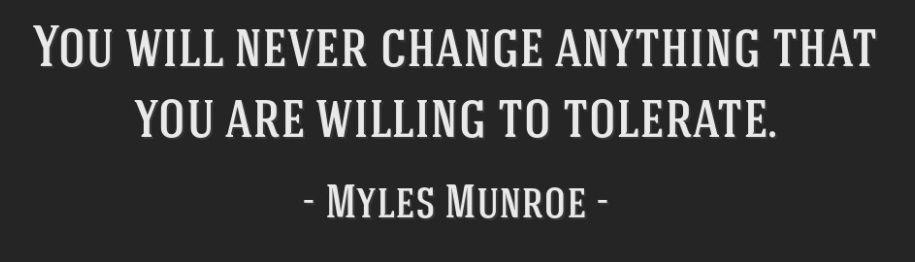 You will never change anything that
you are willing to tolerate.
- Myles Munroe -